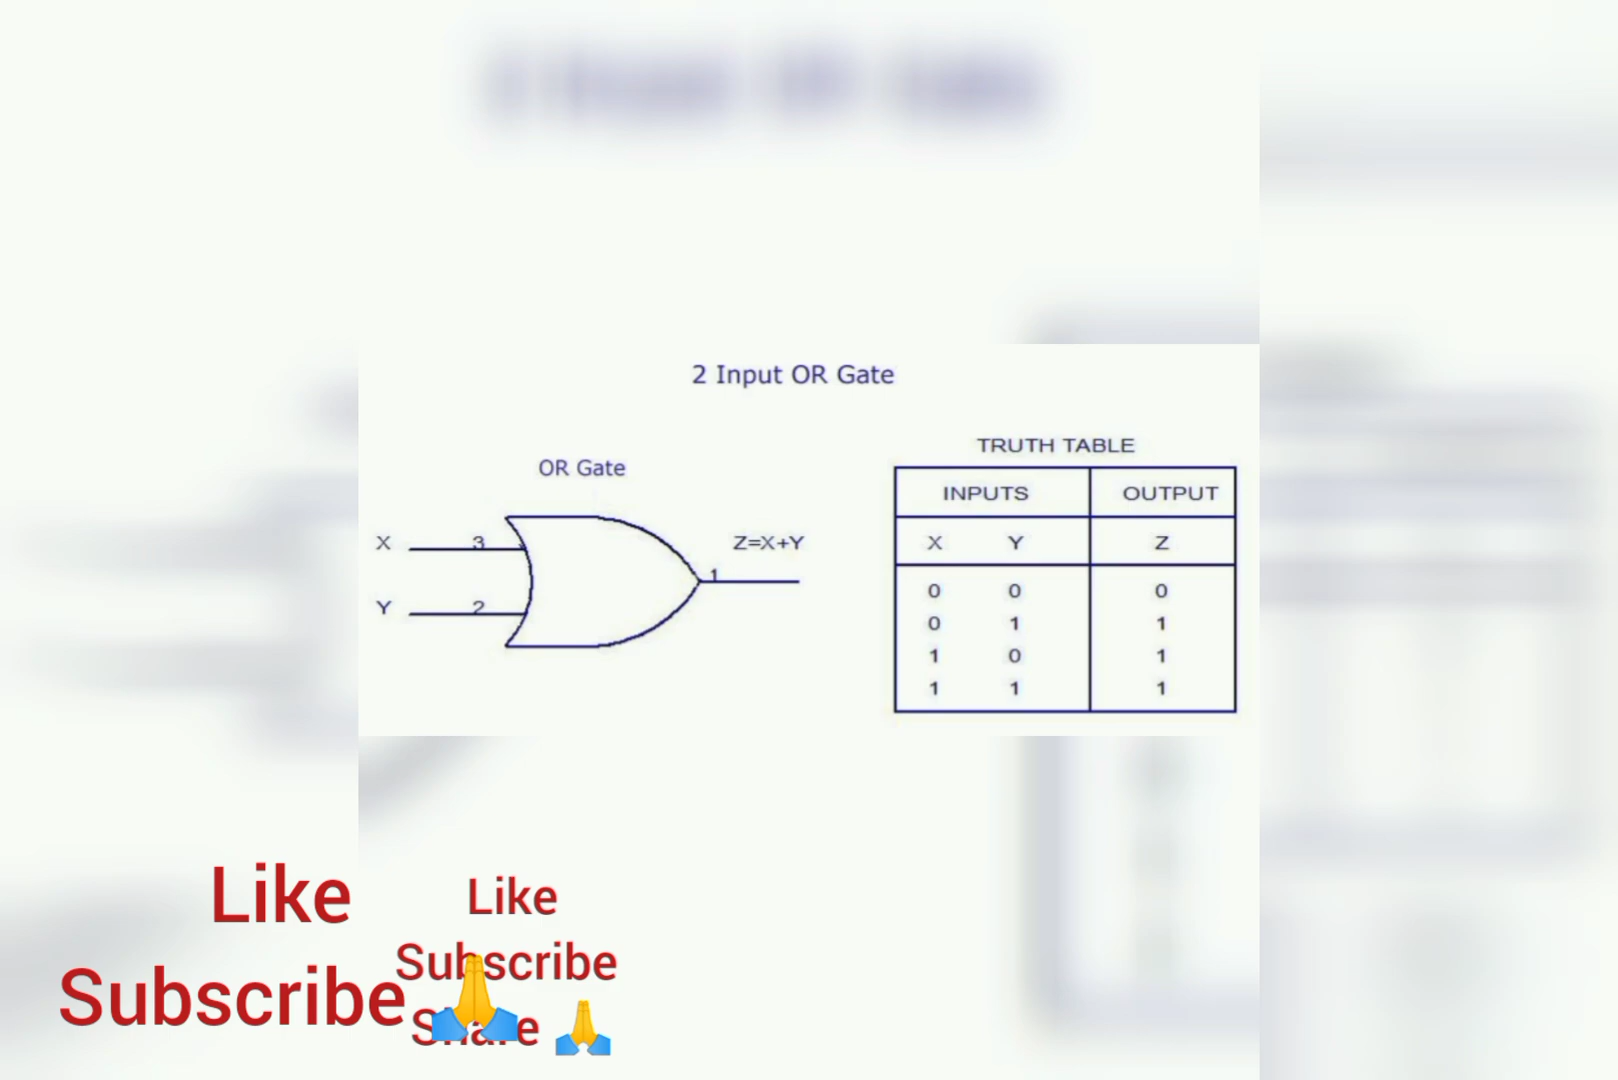 2 Input OR Gate
TRUTH TABLE
OR Gate
INPUTS OUTPUT
X 3 Z=X+Y
X Y Z
1
Y 2
0 0 0
0 1 1
1 0 1
1 1 1
Like
Subscribe
Like
Subscribe
Share